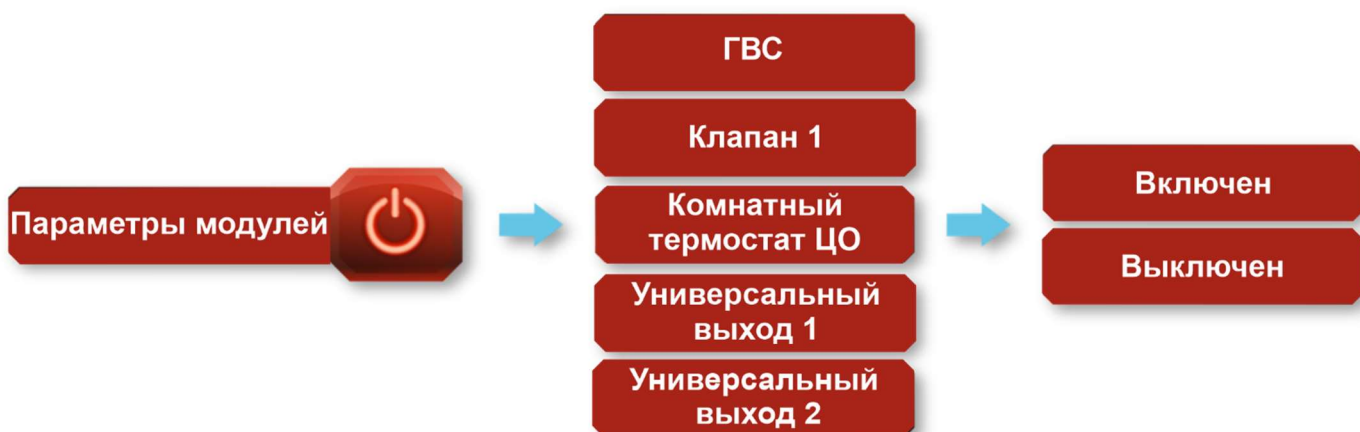 Параметры модулей
ГВС
Клапан 1
Комнатный
термостат ЦО
Универсальный
выход 1
Универсальный
выход 2
Включен
Выключен